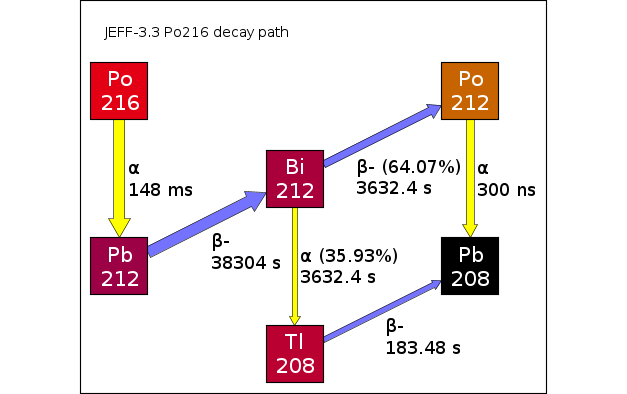 JEFF-3.3 Po216 decay path
Po
216
Po
212
α
148 ms
Bi
212
β- (64.07%)
3632.4 s
α
300 ns
Pb
212
β-
38304 s
α (35.93%)
3632.4 s
Pb
208
Tl
208
β-
183.48 s